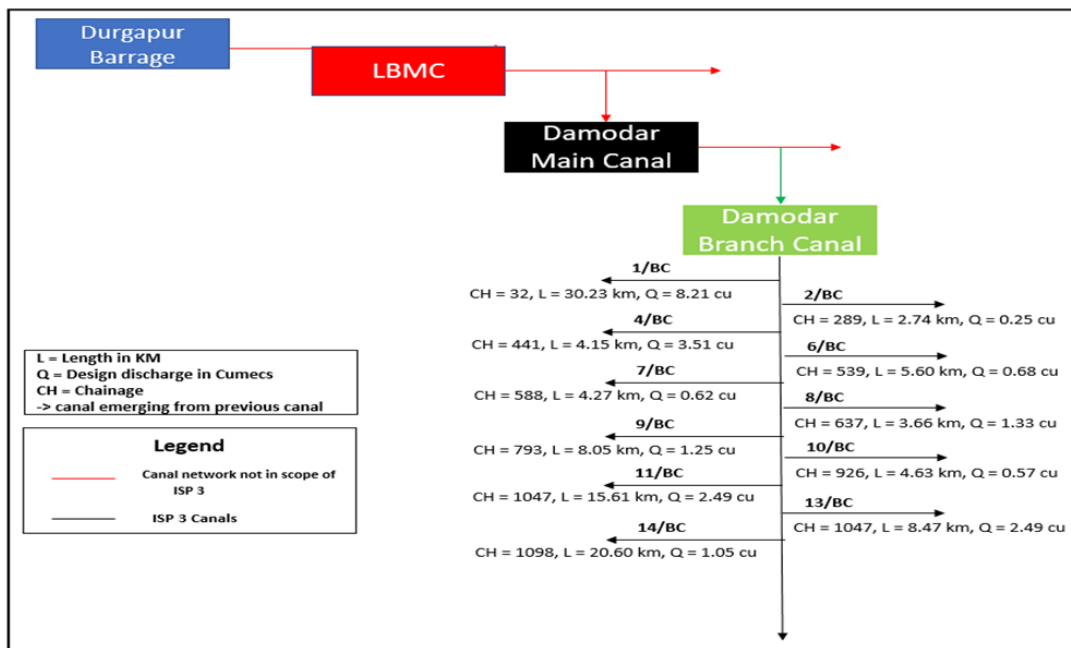 Durgapur
Barrage
LBMC
Damodar
Main Canal
Damodar
Branch Canal
1/BC
CH = 32, L = 30.23 km, Q = 8.21 cu
2/BC
CH = 289, L = 2.74 km, Q = 0.25 cu
4/BC
CH = 441, L = 4.15 km, Q = 3.51 cu
6/BC
CH = 539, L = 5.60 km, Q = 0.68 cu
7/BC
CH = 588, L = 4.27 km, Q = 0.62 cu
8/BC
CH = 637, L = 3.66 km, Q = 1.33 cu
9/BC
CH = 793, L = 8.05 km, Q = 1.25 cu
10/BC
CH = 926, L = 4.63 km, Q = 0.57 cu
11/BC
CH = 1047, L = 15.61 km, Q = 2.49 cu
13/BC
CH = 1047, L = 8.47 km, Q = 2.49 cu
14/BC
CH = 1098, L = 20.60 km, Q = 1.05 cu
L = Length in KM
Q = Design discharge in Cumecs
CH = Chainage
-> canal emerging from previous canal
Legend
Canal network not in scope of
ISP 3
ISP 3 Canals